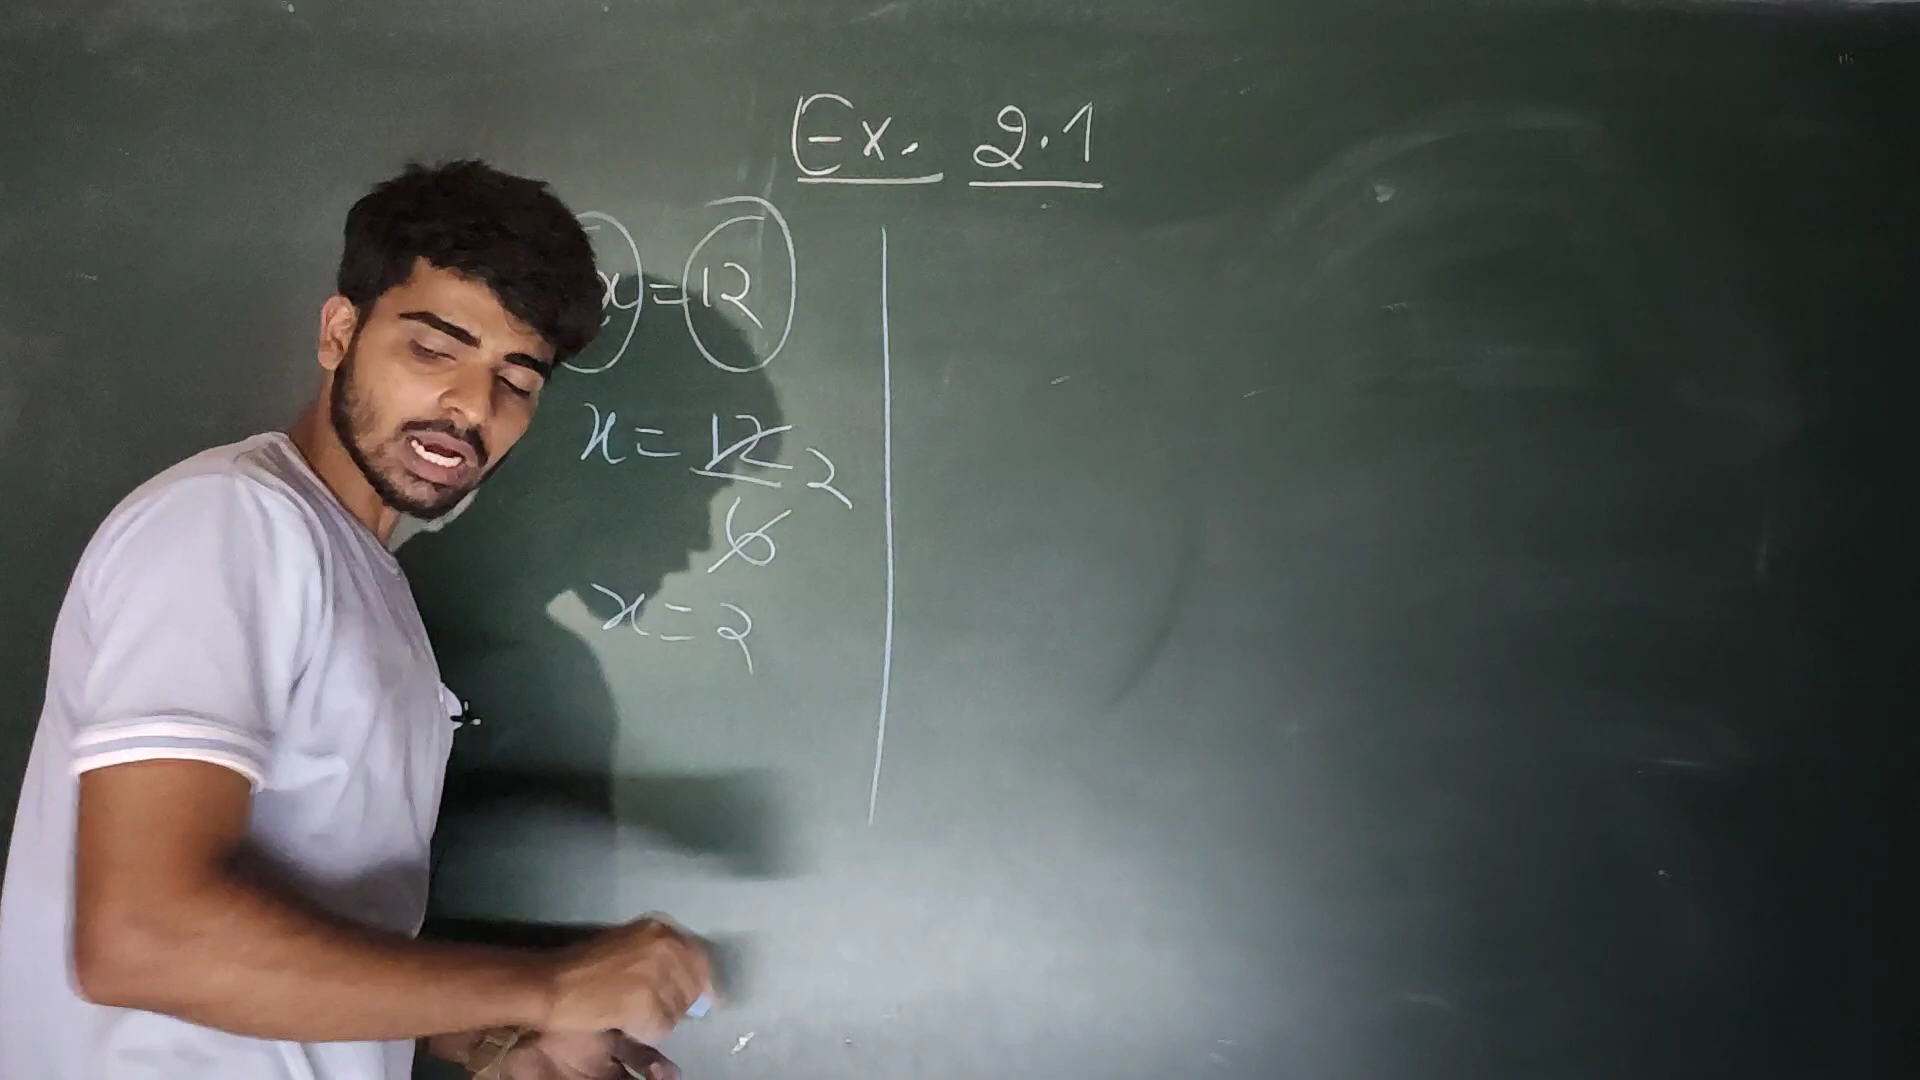 Ex. 2.1
x = 12
x = 12 2
6
x = 2